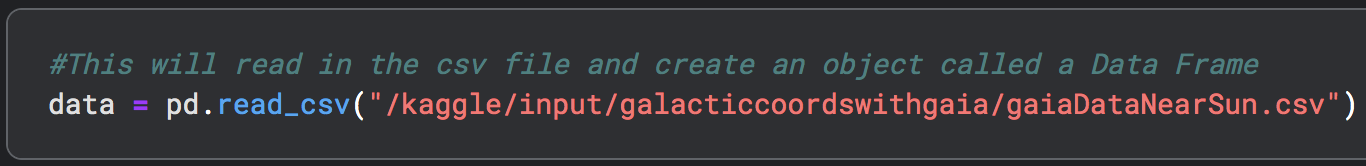 #This will read in the csv file and create an object called a Data Frame
data = pd.read_csv("/kaggle/input/galacticcoordswithgaia/gaiaDataNearSun.csv")